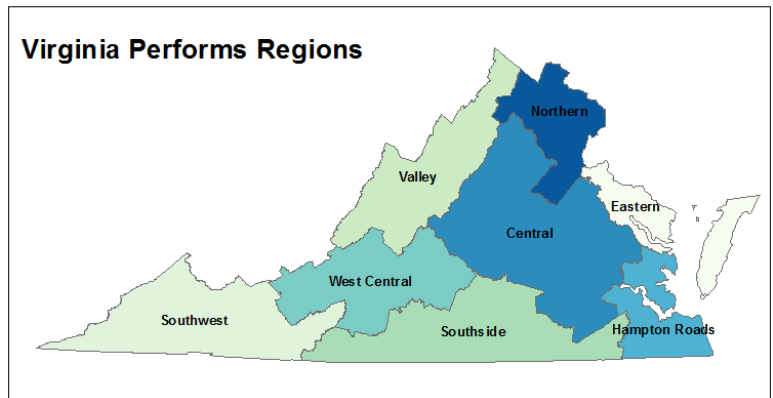 Virginia Performs Regions
Northern
Valley
Eastern
Central
West Central
Southwest
Southside
Hampton Roads